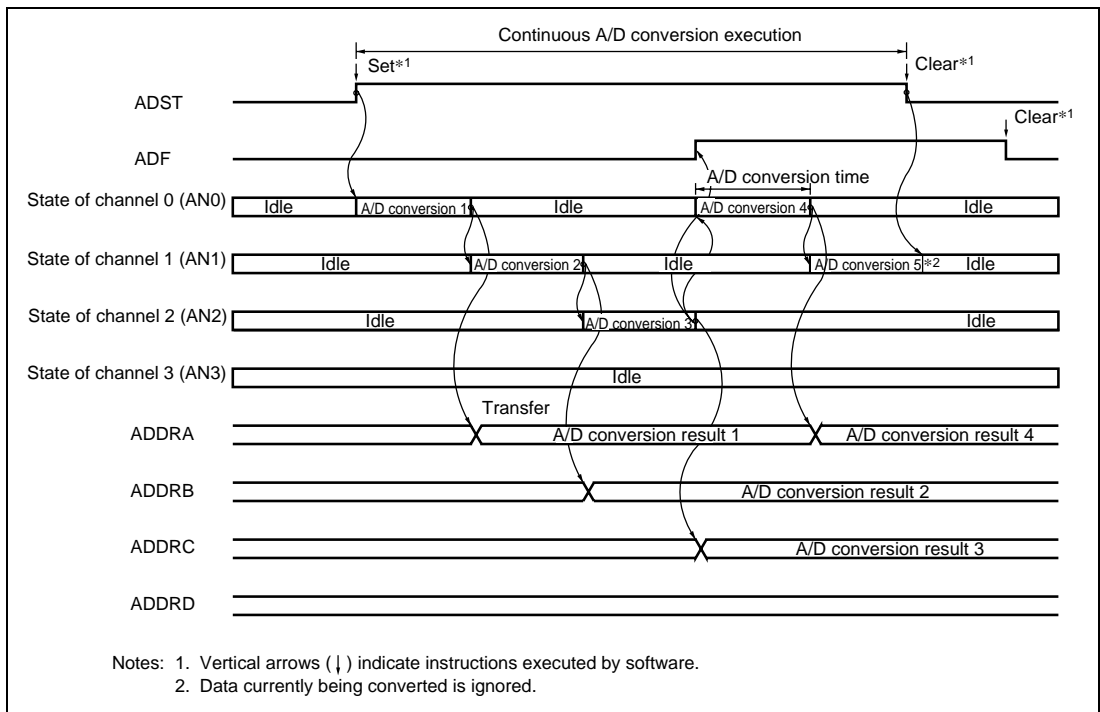 Continuous A/D conversion execution
Set*1
Clear*1
ADST
Clear*1
ADF
A/D conversion time
State of channel 0 (AN0)
Idle
A/D conversion 1
Idle
A/D conversion 4
Idle
State of channel 1 (AN1)
Idle
A/D conversion 2
Idle
A/D conversion 5 *2
Idle
State of channel 2 (AN2)
Idle
A/D conversion 3
Idle
State of channel 3 (AN3)
Idle
Transfer
ADDRA
A/D conversion result 1
A/D conversion result 4
ADDRB
A/D conversion result 2
ADDRC
A/D conversion result 3
ADDRD
Notes: 1. Vertical arrows (↓) indicate instructions executed by software.
2. Data currently being converted is ignored.